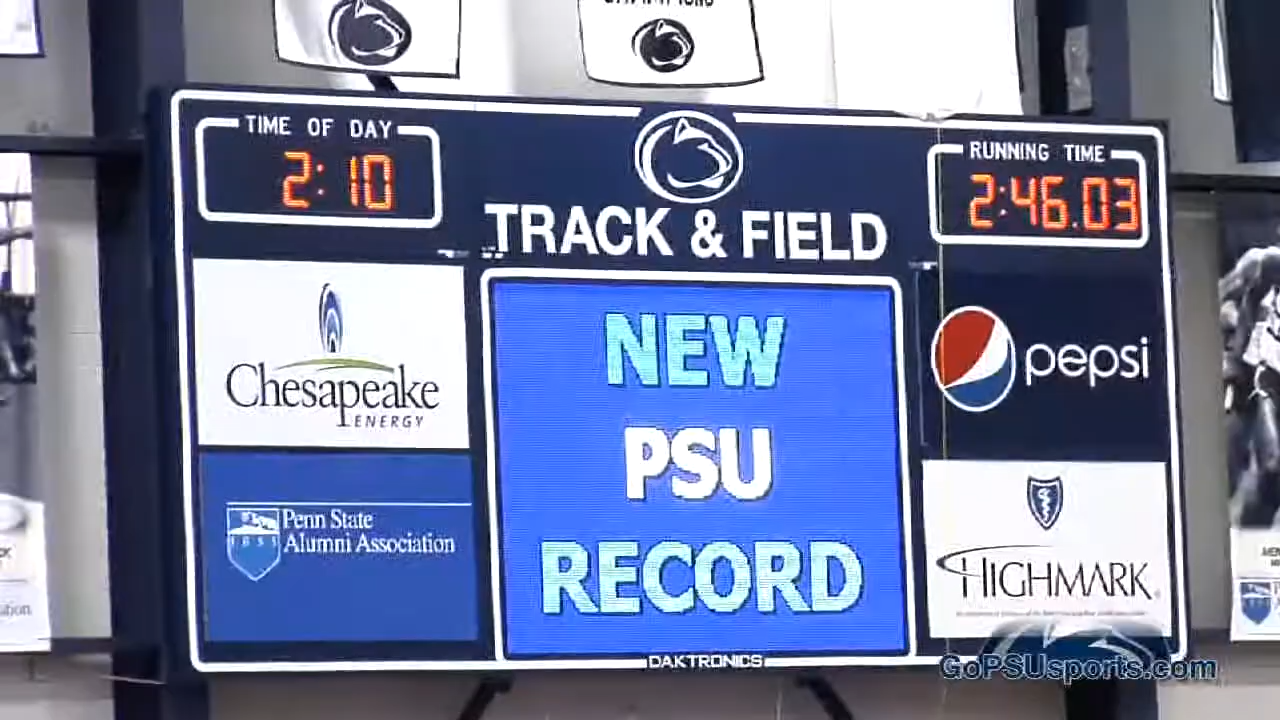 TIME OF DAY
2:10
TRACK & FIELD
RUNNING TIME
2:46.03
Chesapeake
ENERGY
NEW
PSU
RECORD
pepsi
Penn State
Alumni Association
HIGHMARK
DAKTRONICS
GoPSUsports.com